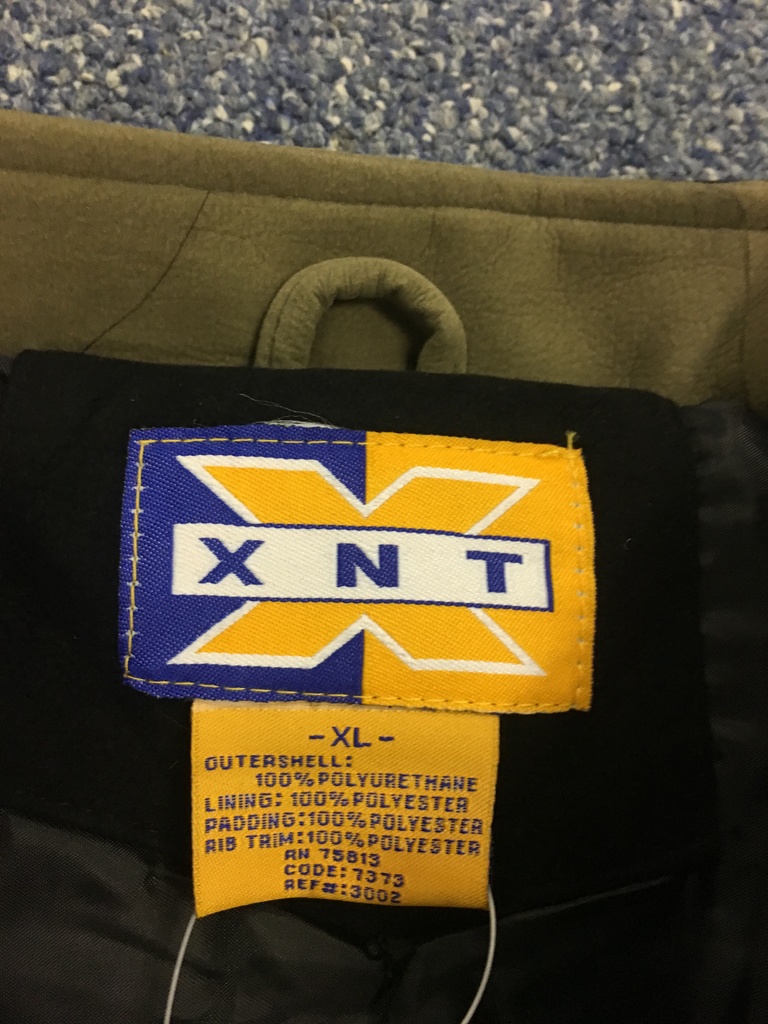 XNT
-XL-
OUTERSHELL:
100% POLYURETHANE
LINING: 100% POLYESTER
PADDING: 100% POLYESTER
RIB TRIM: 100% POLYESTER
RN 75813
CODE: 7373
REF#: 3002